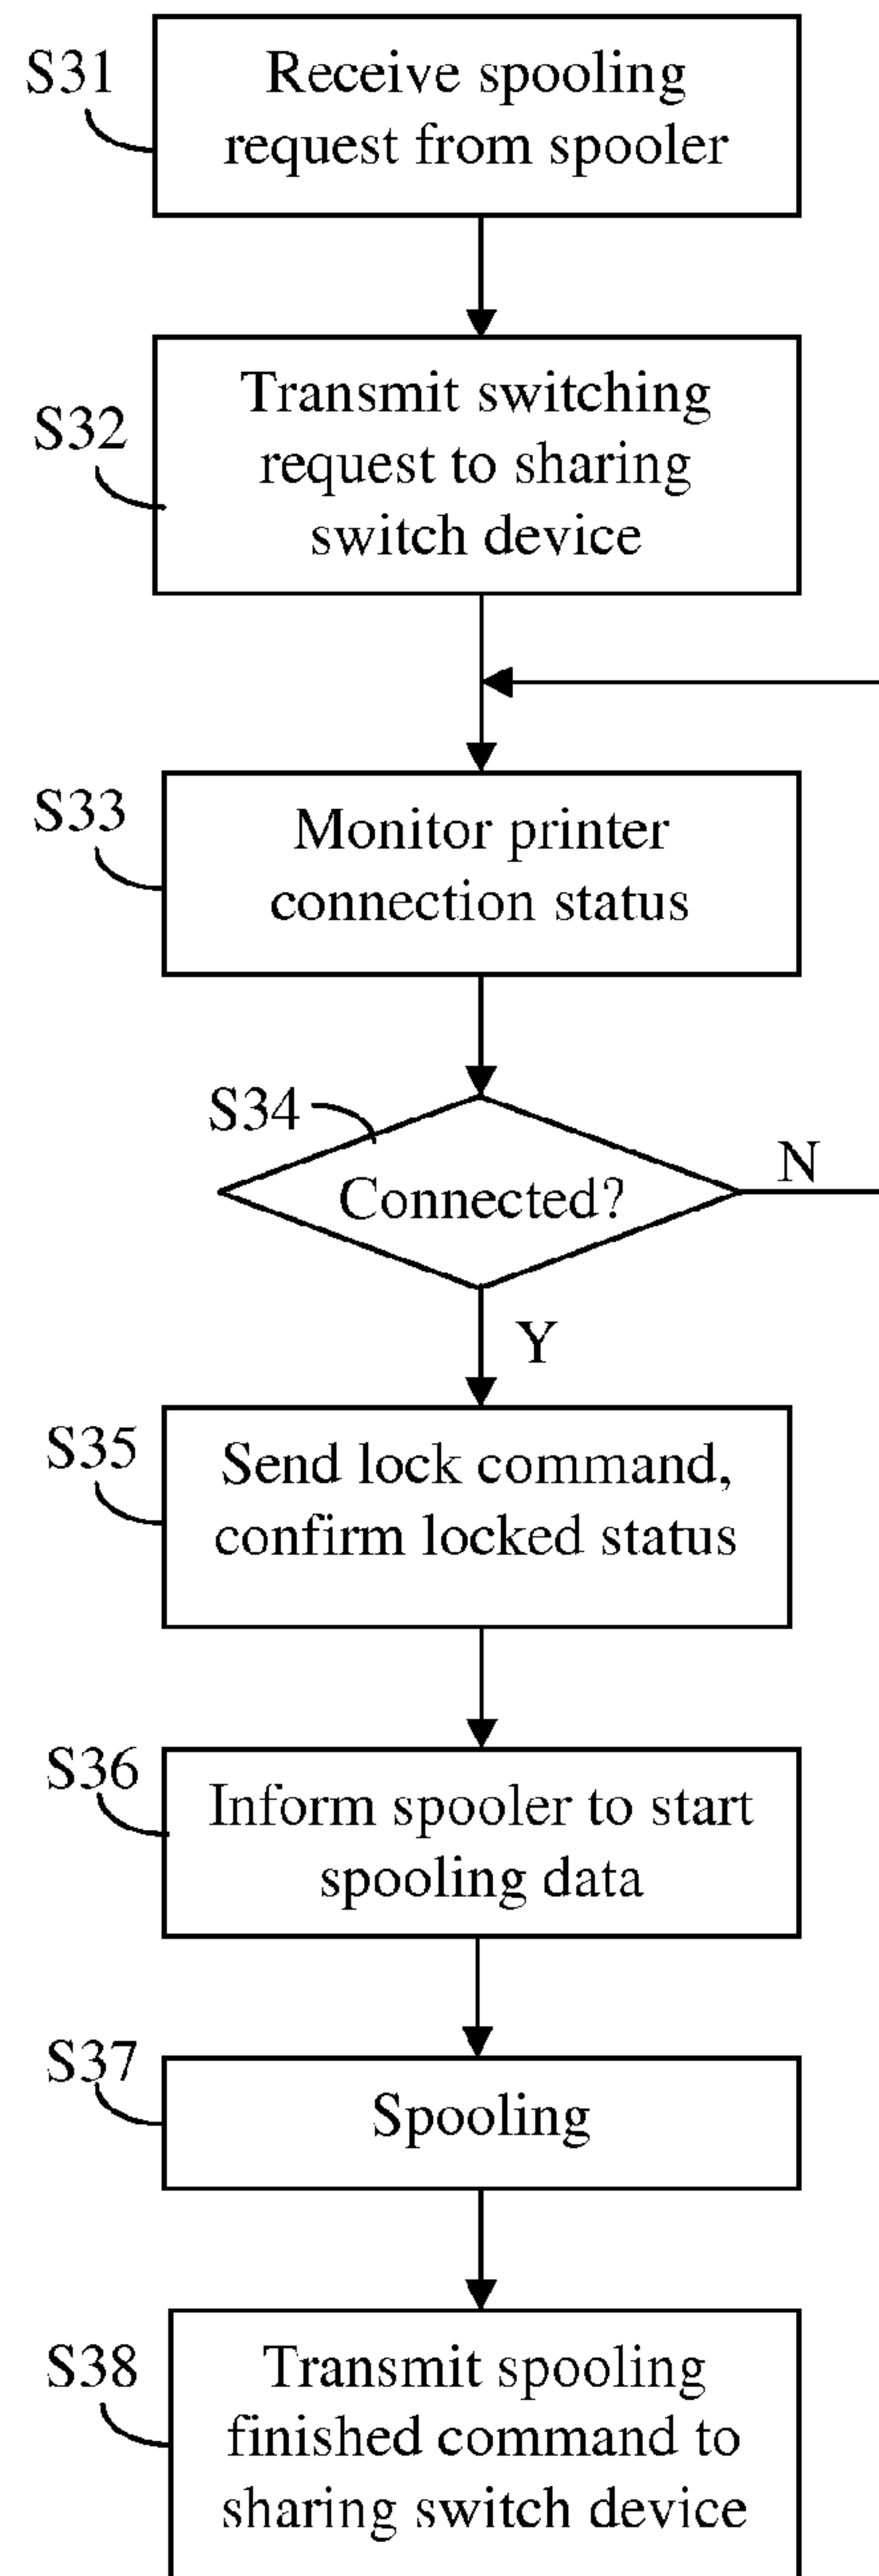 S31
Receive spooling
request from spooler
S32
Transmit switching
request to sharing
switch device
S33
Monitor printer
connection status
S34
Connected?
N
Y
S35
Send lock command,
confirm locked status
S36
Inform spooler to start
spooling data
S37
Spooling
S38
Transmit spooling
finished command to
sharing switch device